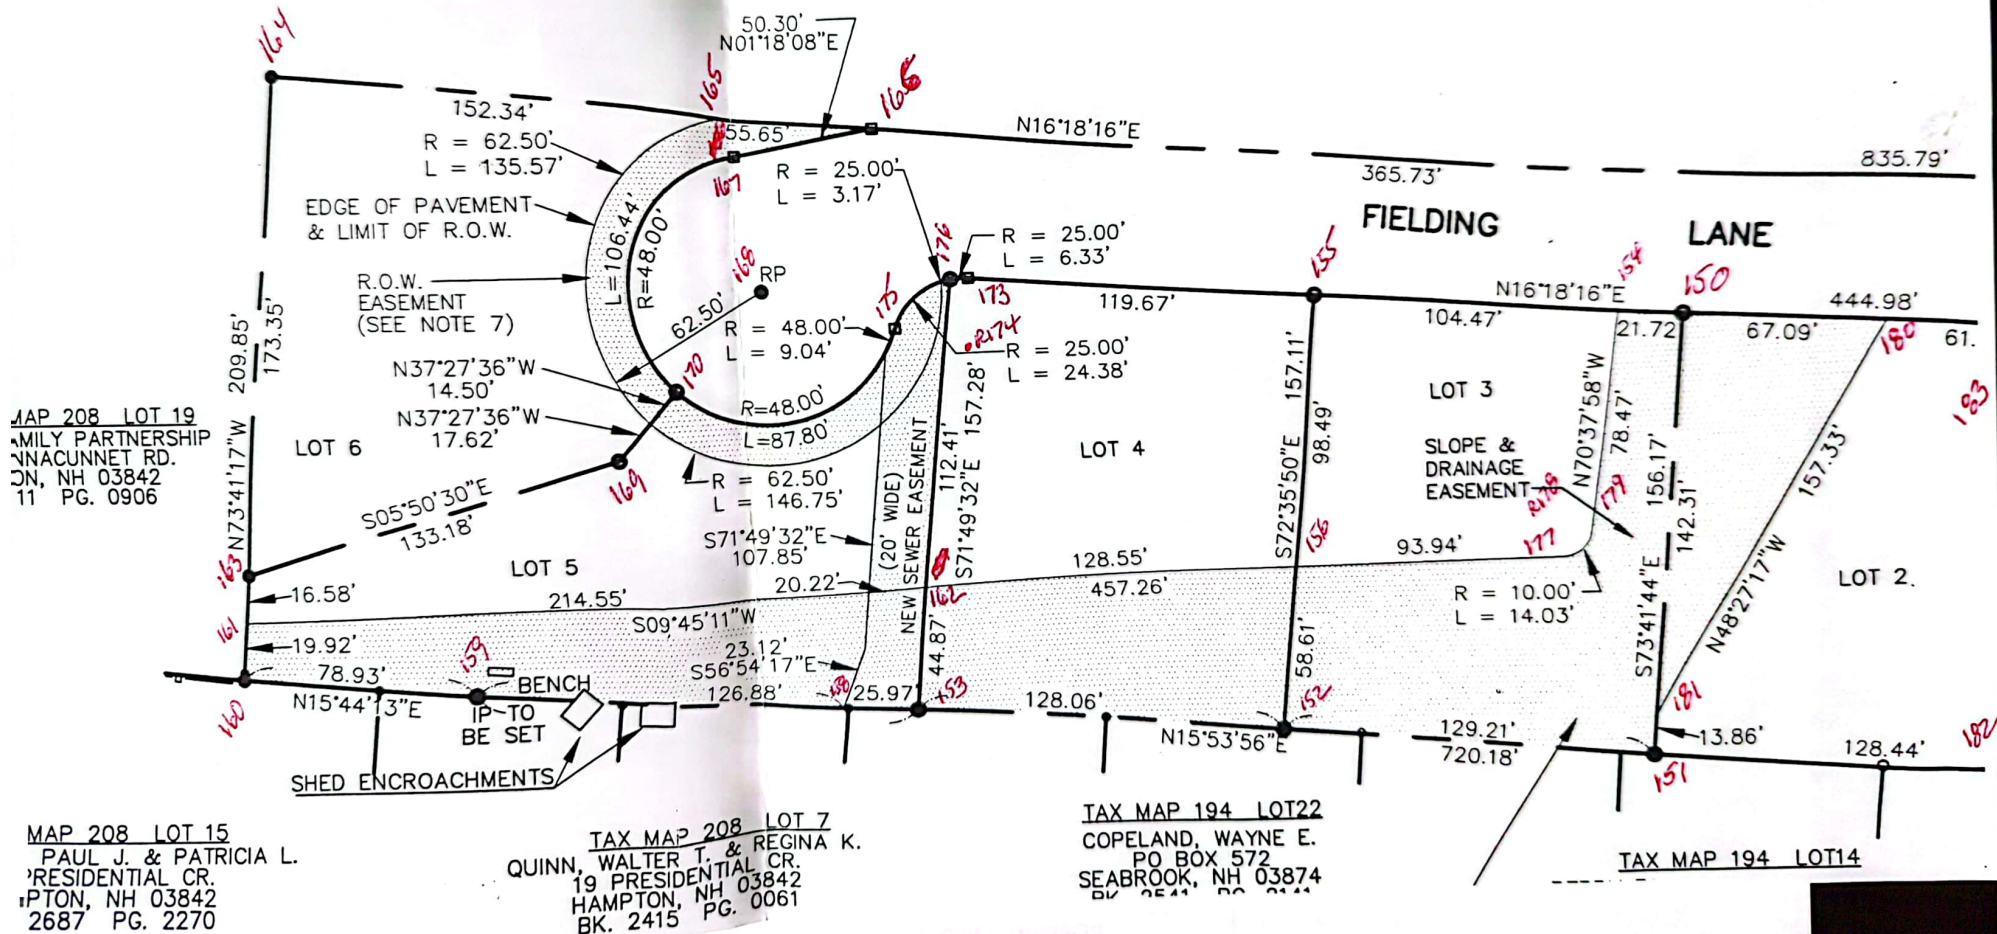 164
50.30'
N01°18'08"E
165
166
152.34'
55.65'
N16°18'16"E
835.79'
R = 62.50'
L = 135.57'
167
R = 25.00'
L = 3.17'
365.73'
EDGE OF PAVEMENT
& LIMIT OF R.O.W.
L=106.44'
R=48.00'
FIELDING LANE
176
R = 25.00'
L = 6.33'
155
154
150
168
RP
R.O.W.
EASEMENT
(SEE NOTE 7)
175
173
119.67'
N16°18'16"E
444.98'
62.50'
R = 48.00'
L = 9.04'
104.47'
21.72
67.09'
180
61.
R174
R = 25.00'
L = 24.38'
209.85'
173.35'
N37°27'36"W
14.50'
170
N37°27'36"W
17.62'
R=48.00'
L=87.80'
157.28'
157.11'
98.49'
LOT 3
N70°37'58"W
78.47'
183
MAP 208 LOT 19
AMILY PARTNERSHIP
NNACUNNET RD.
ON, NH 03842
11 PG. 0906
LOT 6
N73°41'17"W
169
R = 62.50'
L = 146.75'
112.41'
S71°49'32"E
LOT 4
SLOPE &
DRAINAGE
EASEMENT
R178
179
156.17'
142.31'
157.33'
S05°50'30"E
133.18'
S71°49'32"E
107.85'
(20' WIDE)
NEW SEWER EASEMENT
S72°35'50"E
156
93.94'
177
163
LOT 5
128.55'
LOT 2.
16.58'
214.55'
20.22'
162
457.26'
R = 10.00'
L = 14.03'
161
S09°45'11"W
S73°41'44"E
N48°27'17"W
19.92'
159
23.12'
S56°54'17"E
44.87'
58.61'
78.93'
BENCH
126.88'
158
25.97'
153
128.06'
152
181
N15°44'13"E
IP TO
BE SET
N15°53'56"E
129.21'
720.18'
13.86'
128.44'
182
160
151
SHED ENCROACHMENTS
MAP 208 LOT 15
PAUL J. & PATRICIA L.
RESIDENTIAL CR.
PTON, NH 03842
2687 PG. 2270
TAX MAP 208 LOT 7
QUINN, WALTER T. & REGINA K.
19 PRESIDENTIAL CR.
HAMPTON, NH 03842
BK. 2415 PG. 0061
TAX MAP 194 LOT22
COPELAND, WAYNE E.
PO BOX 572
SEABROOK, NH 03874
TAX MAP 194 LOT14